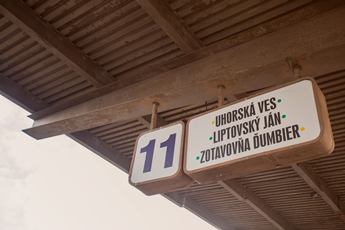 11
UHORSKÁ VES
LIPTOVSKÝ JÁN
ZOTAVOVŇA ĎUMBIER